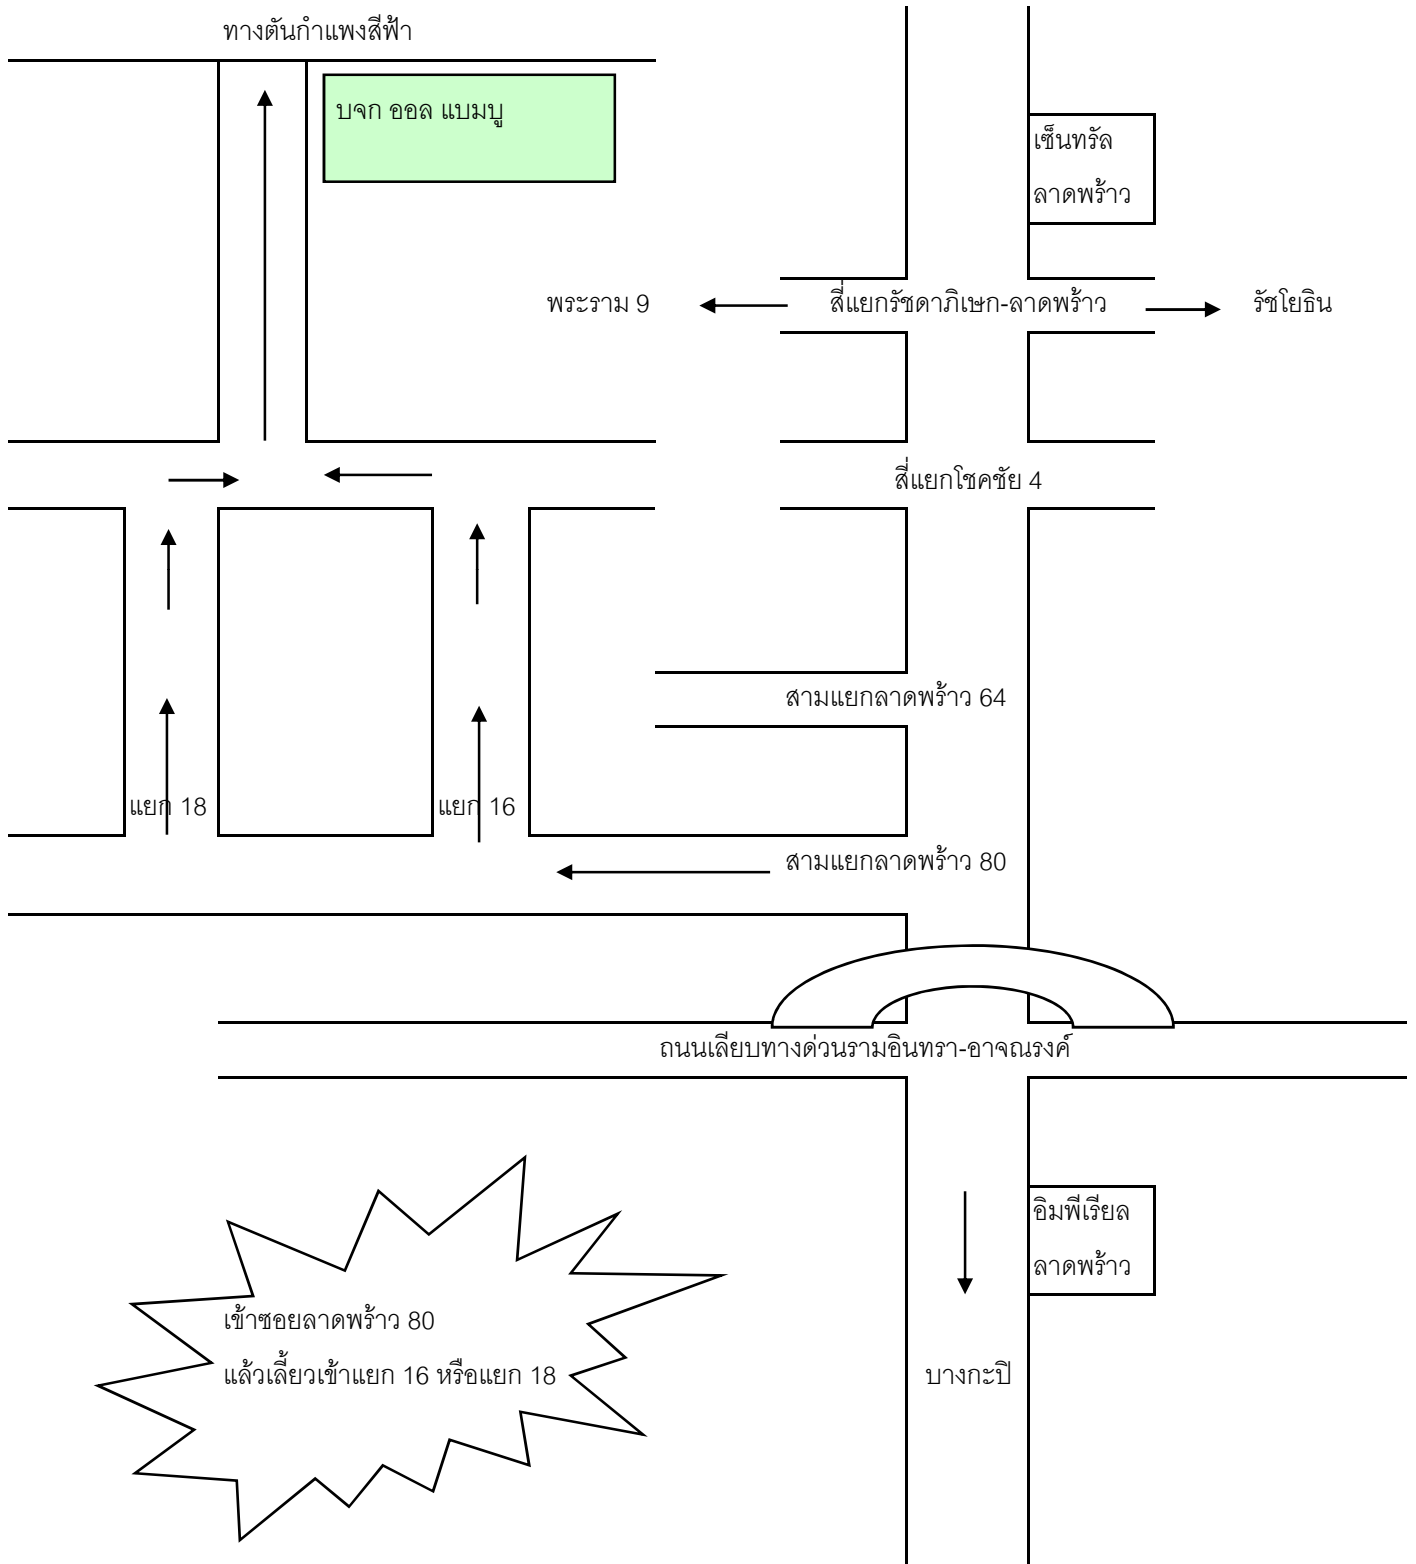 ทางตันกำแพงสีฟ้า
บจก ออล แบมบู
เซ็นทรัล
ลาดพร้าว
พระราม 9
สี่แยกรัชดาภิเษก-ลาดพร้าว
รัชโยธิน
สี่แยกโชคชัย 4
สามแยกลาดพร้าว 64
แยก 18
แยก 16
สามแยกลาดพร้าว 80
ถนนเลียบทางด่วนรามอินทรา-อาจณรงค์
อิมพีเรียล
ลาดพร้าว
เข้าซอยลาดพร้าว 80
แล้วเลี้ยวเข้าแยก 16 หรือแยก 18
บางกะปิ